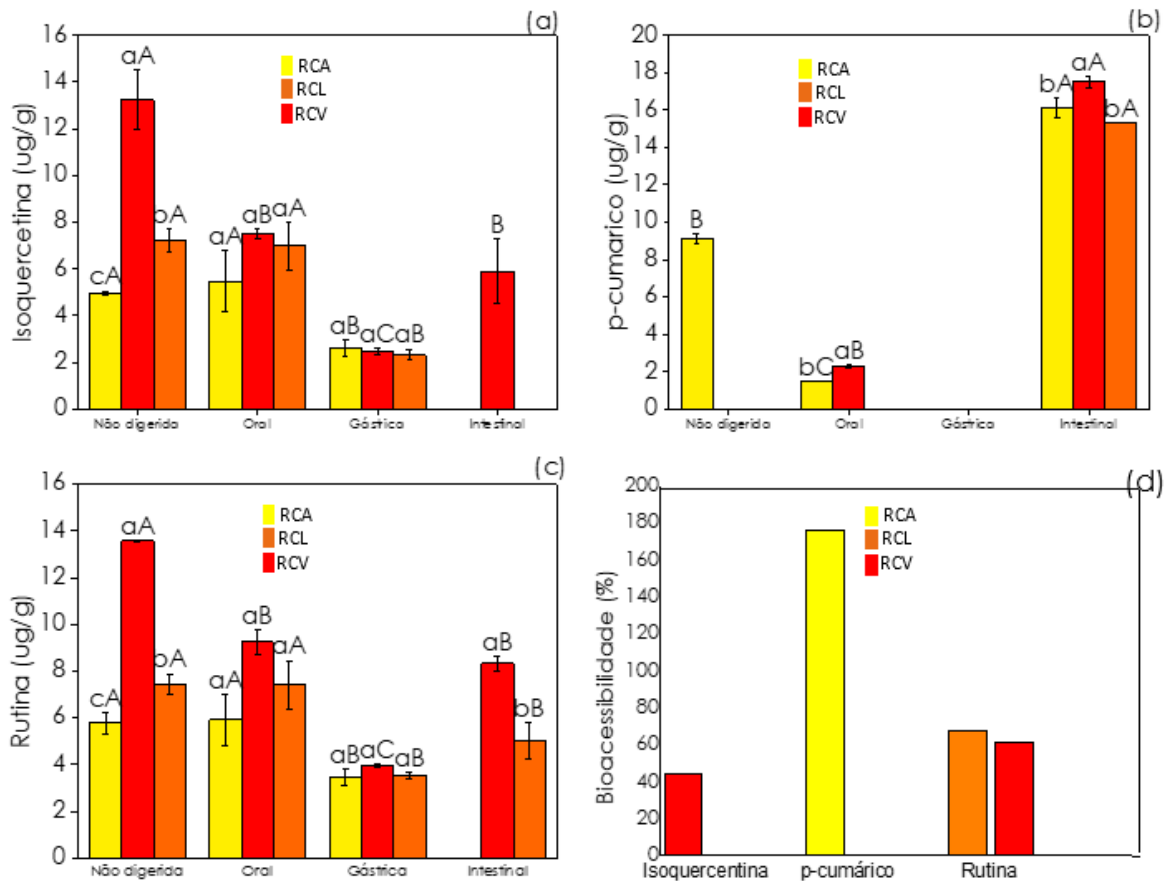 (a)
Isoquercetina (ug/g)
16
14
12
10
8
6
4
2
0
RCA
RCL
RCV
cA
aA
bA
aA
aB
aA
aB
aC
aB
B
Não digerida
Oral
Gástrica
Intestinal
(b)
p-cumarico (ug/g)
20
18
16
14
12
10
8
6
4
2
0
RCA
RCL
RCV
B
bC
aB
bA
aA
bA
Não digerida
Oral
Gástrica
Intestinal
(c)
Rutina (ug/g)
16
14
12
10
8
6
4
2
0
RCA
RCL
RCV
cA
aA
bA
aA
aB
aA
aB
aC
aB
aB
bB
Não digerida
Oral
Gástrica
Intestinal
(d)
Bioacessibilidade (%)
200
180
160
140
120
100
80
60
40
20
0
RCA
RCL
RCV
Isoquercentina
p-cumárico
Rutina